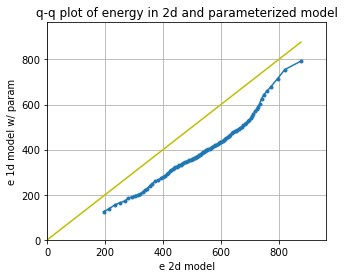 q-q plot of energy in 2d and parameterized model
800
600
400
200
0
e 1d model w/ param
0 200 400 600 800
e 2d model